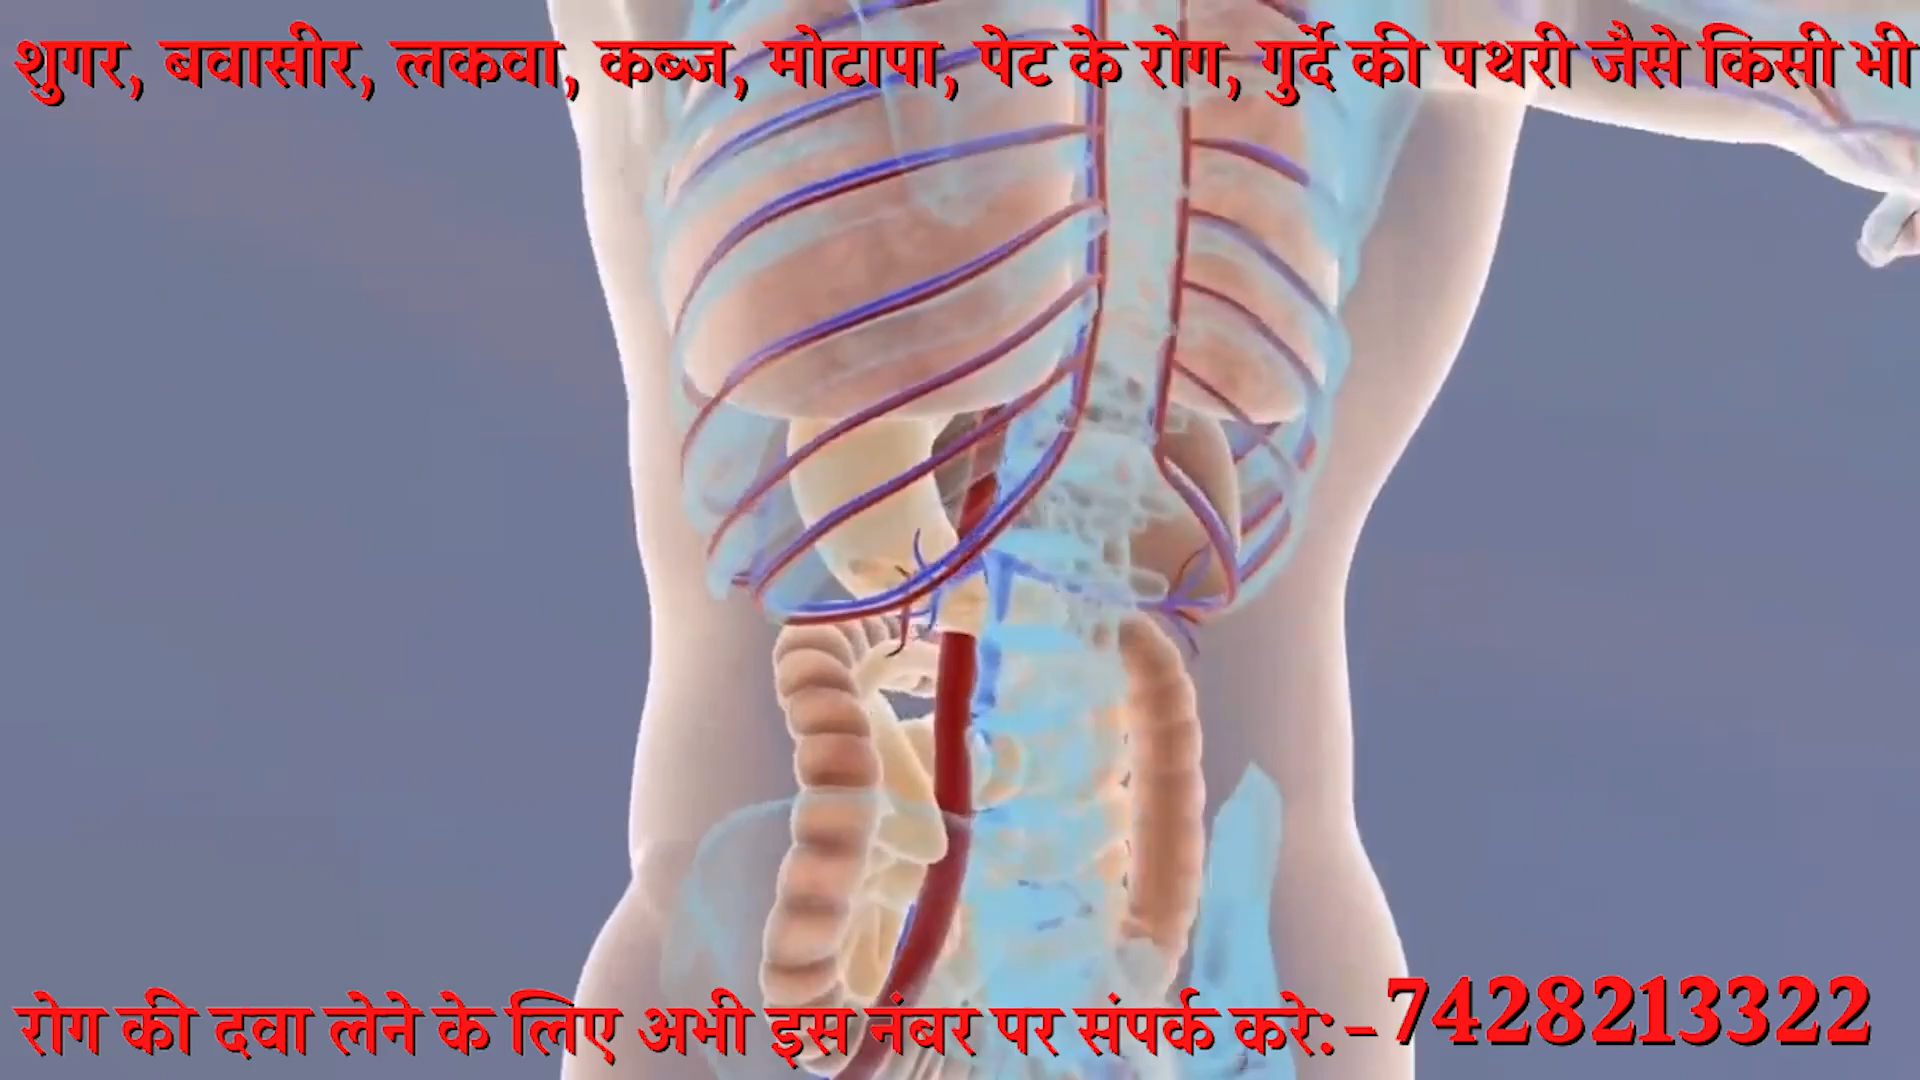 शुगर, बवासीर, लकवा, कब्ज, मोटापा, पेट के रोग, गुर्दे की पथरी जैसे किसी भी
रोग की दवा लेने के लिए अभी इस नंबर पर संपर्क करे:-7428213322